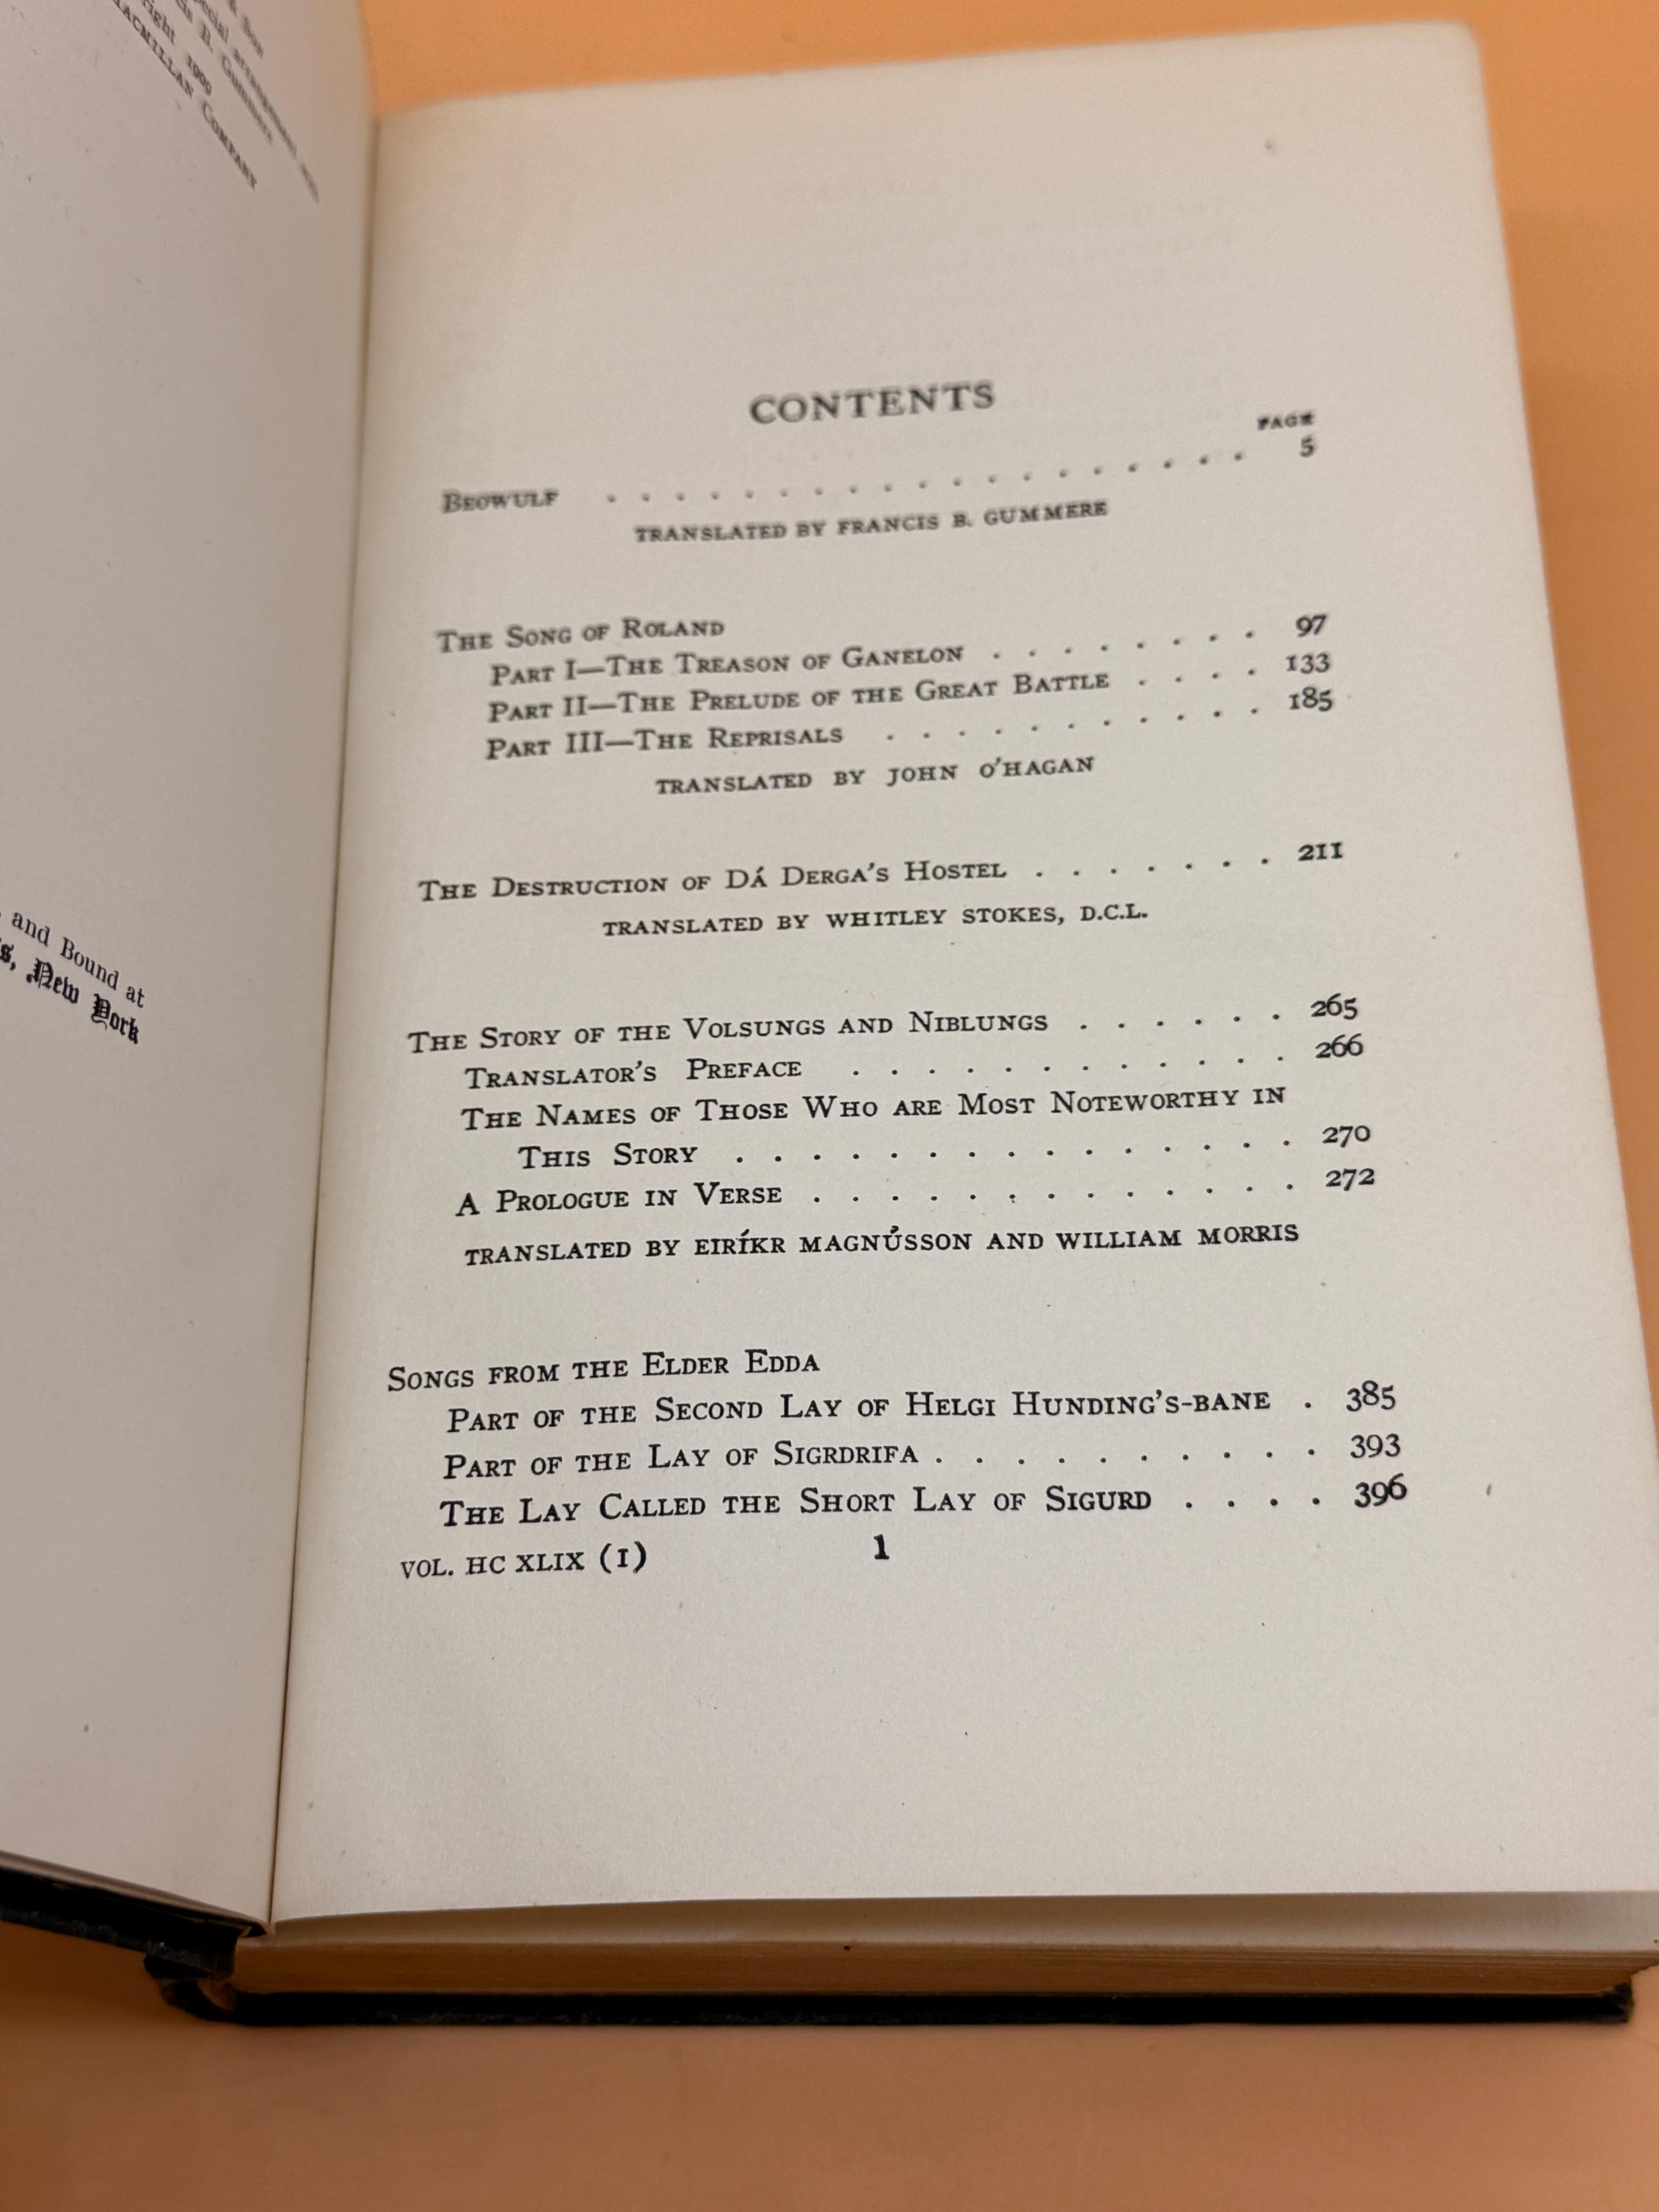 & Son
Gummere
right 1909
MACMILLAN COMPANY
and Bound at
New York
CONTENTS
PAGE
BEOWULF . . . . . . . . . . . . . . . . . . . 5
TRANSLATED BY FRANCIS B. GUMMERE
THE SONG OF ROLAND
PART I—THE TREASON OF GANELON . . . . . . . . 97
PART II—THE PRELUDE OF THE GREAT BATTLE . . . . 133
PART III—THE REPRISALS . . . . . . . . . . . 185
TRANSLATED BY JOHN O'HAGAN
THE DESTRUCTION OF DÁ DERGA'S HOSTEL . . . . . . . 211
TRANSLATED BY WHITLEY STOKES, D.C.L.
THE STORY OF THE VOLSUNGS AND NIBLUNGS . . . . . . 265
TRANSLATOR'S PREFACE . . . . . . . . . . . . 266
THE NAMES OF THOSE WHO ARE MOST NOTEWORTHY IN
THIS STORY . . . . . . . . . . . . . . . 270
A PROLOGUE IN VERSE . . . . . . . . . . . . . 272
TRANSLATED BY EIRÍKR MAGNÚSSON AND WILLIAM MORRIS
SONGS FROM THE ELDER EDDA
PART OF THE SECOND LAY OF HELGI HUNDING'S-BANE . 385
PART OF THE LAY OF SIGRDRIFA . . . . . . . . . . 393
THE LAY CALLED THE SHORT LAY OF SIGURD . . . . 396
VOL. HC XLIX (1) 1